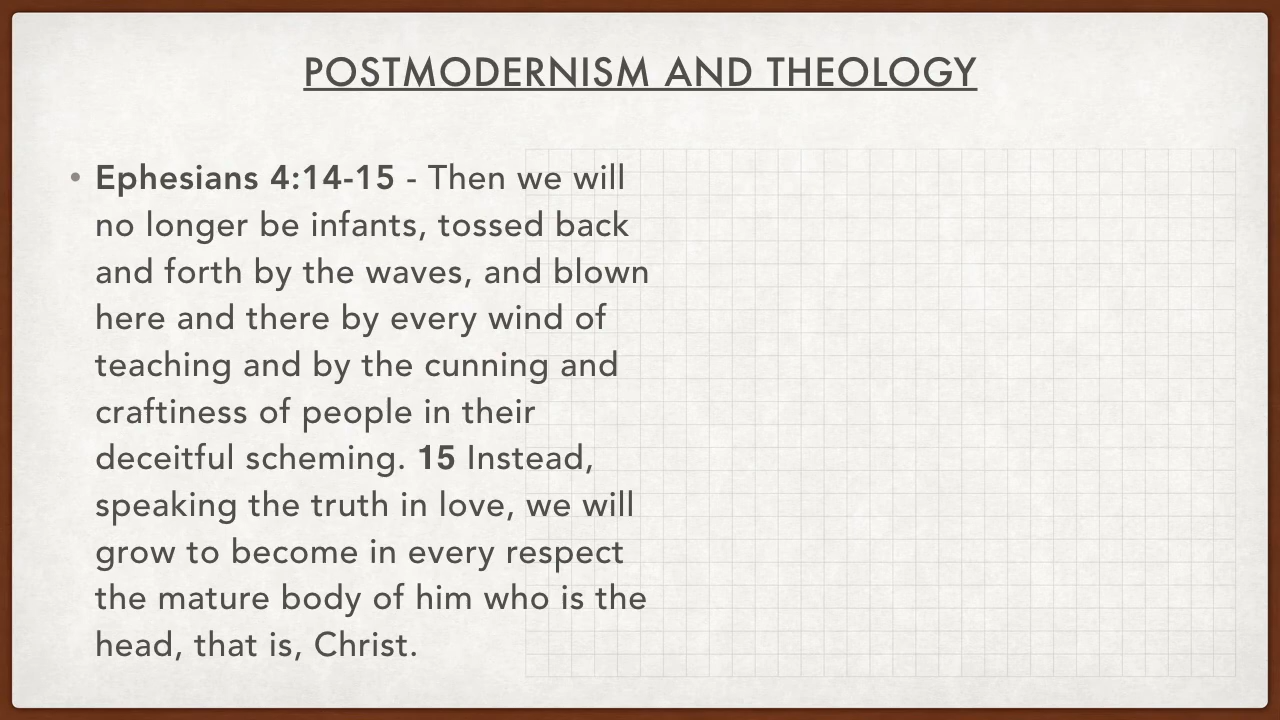 POSTMODERNISM AND THEOLOGY
• Ephesians 4:14-15 - Then we will
no longer be infants, tossed back
and forth by the waves, and blown
here and there by every wind of
teaching and by the cunning and
craftiness of people in their
deceitful scheming. 15 Instead,
speaking the truth in love, we will
grow to become in every respect
the mature body of him who is the
head, that is, Christ.